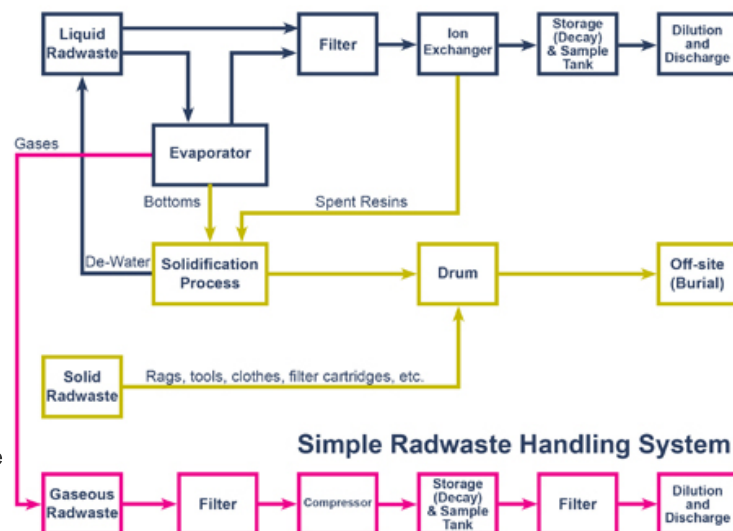 Liquid
Radwaste
Filter
Ion
Exchanger
Storage
(Decay)
& Sample
Tank
Dilution
and
Discharge
Gases
Evaporator
Bottoms
Spent Resins
De-Water
Solidification
Process
Drum
Off-site
(Burial)
Solid
Radwaste
Rags, tools, clothes, filter cartridges, etc.
e
Simple Radwaste Handling System
Gaseous
Radwaste
Filter
Compressor
Storage
(Decay)
& Sample
Tank
Filter
Dilution
and
Discharge